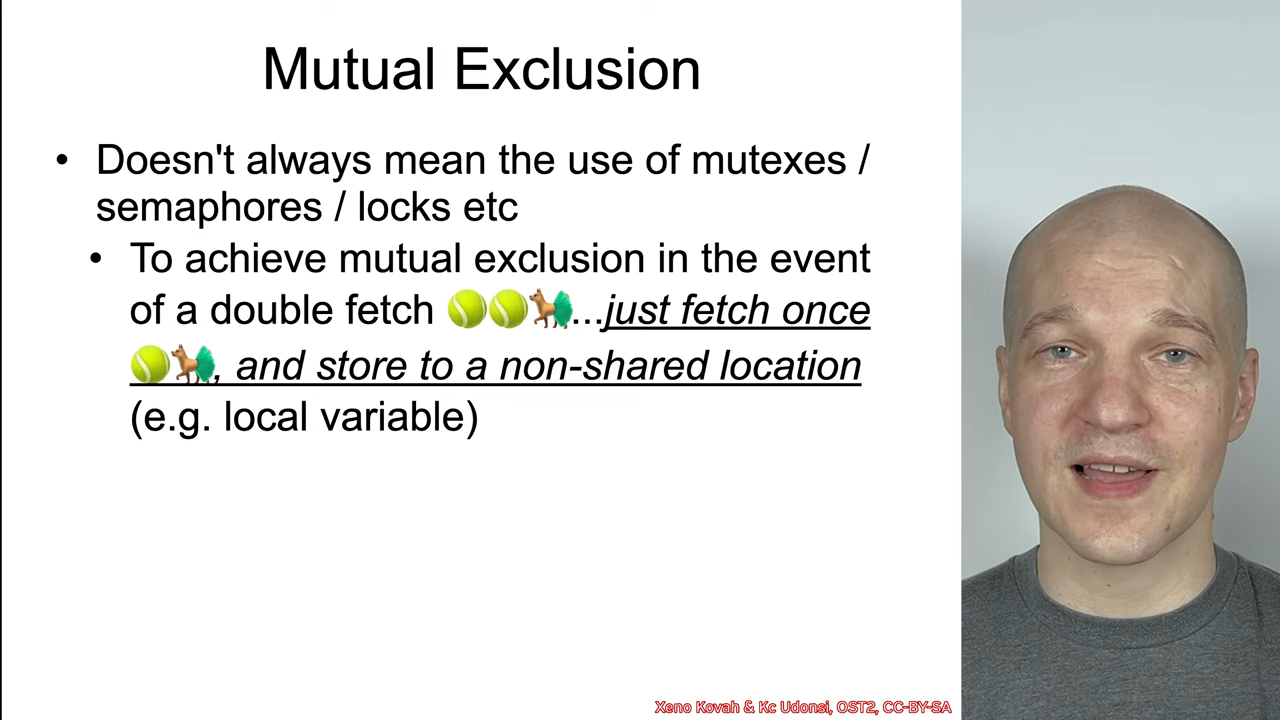 Mutual Exclusion
• Doesn't always mean the use of mutexes /
semaphores / locks etc
• To achieve mutual exclusion in the event
of a double fetch 🎾🎾🐕...just fetch once
🎾🐕, and store to a non-shared location
(e.g. local variable)
Xeno Kovah & Kc Udonsi, OST2, CC-BY-SA